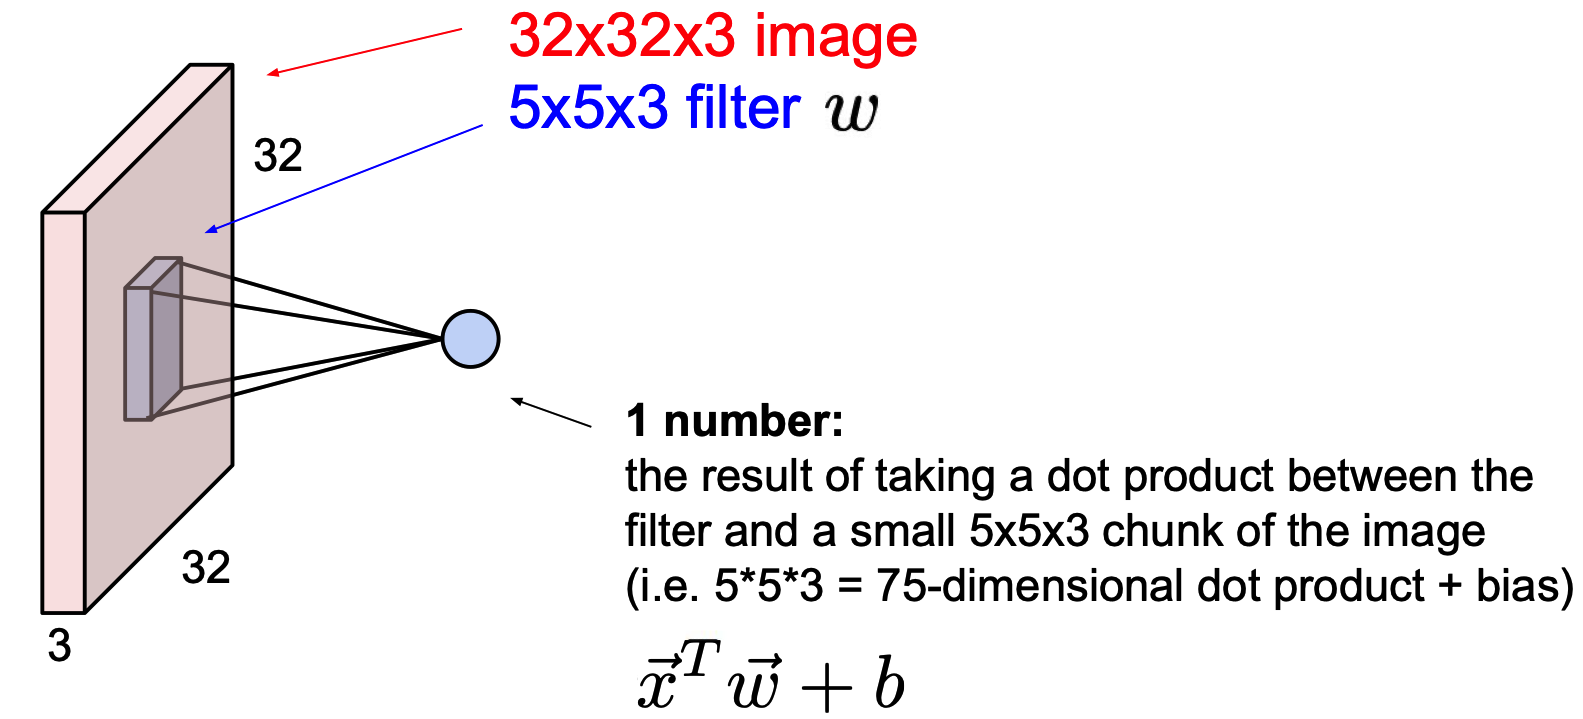 32x32x3 image
5x5x3 filter w
32
32
3
1 number:
the result of taking a dot product between the
filter and a small 5x5x3 chunk of the image
(i.e. 5*5*3 = 75-dimensional dot product + bias)
$\vec{x}^T \vec{w} + b$